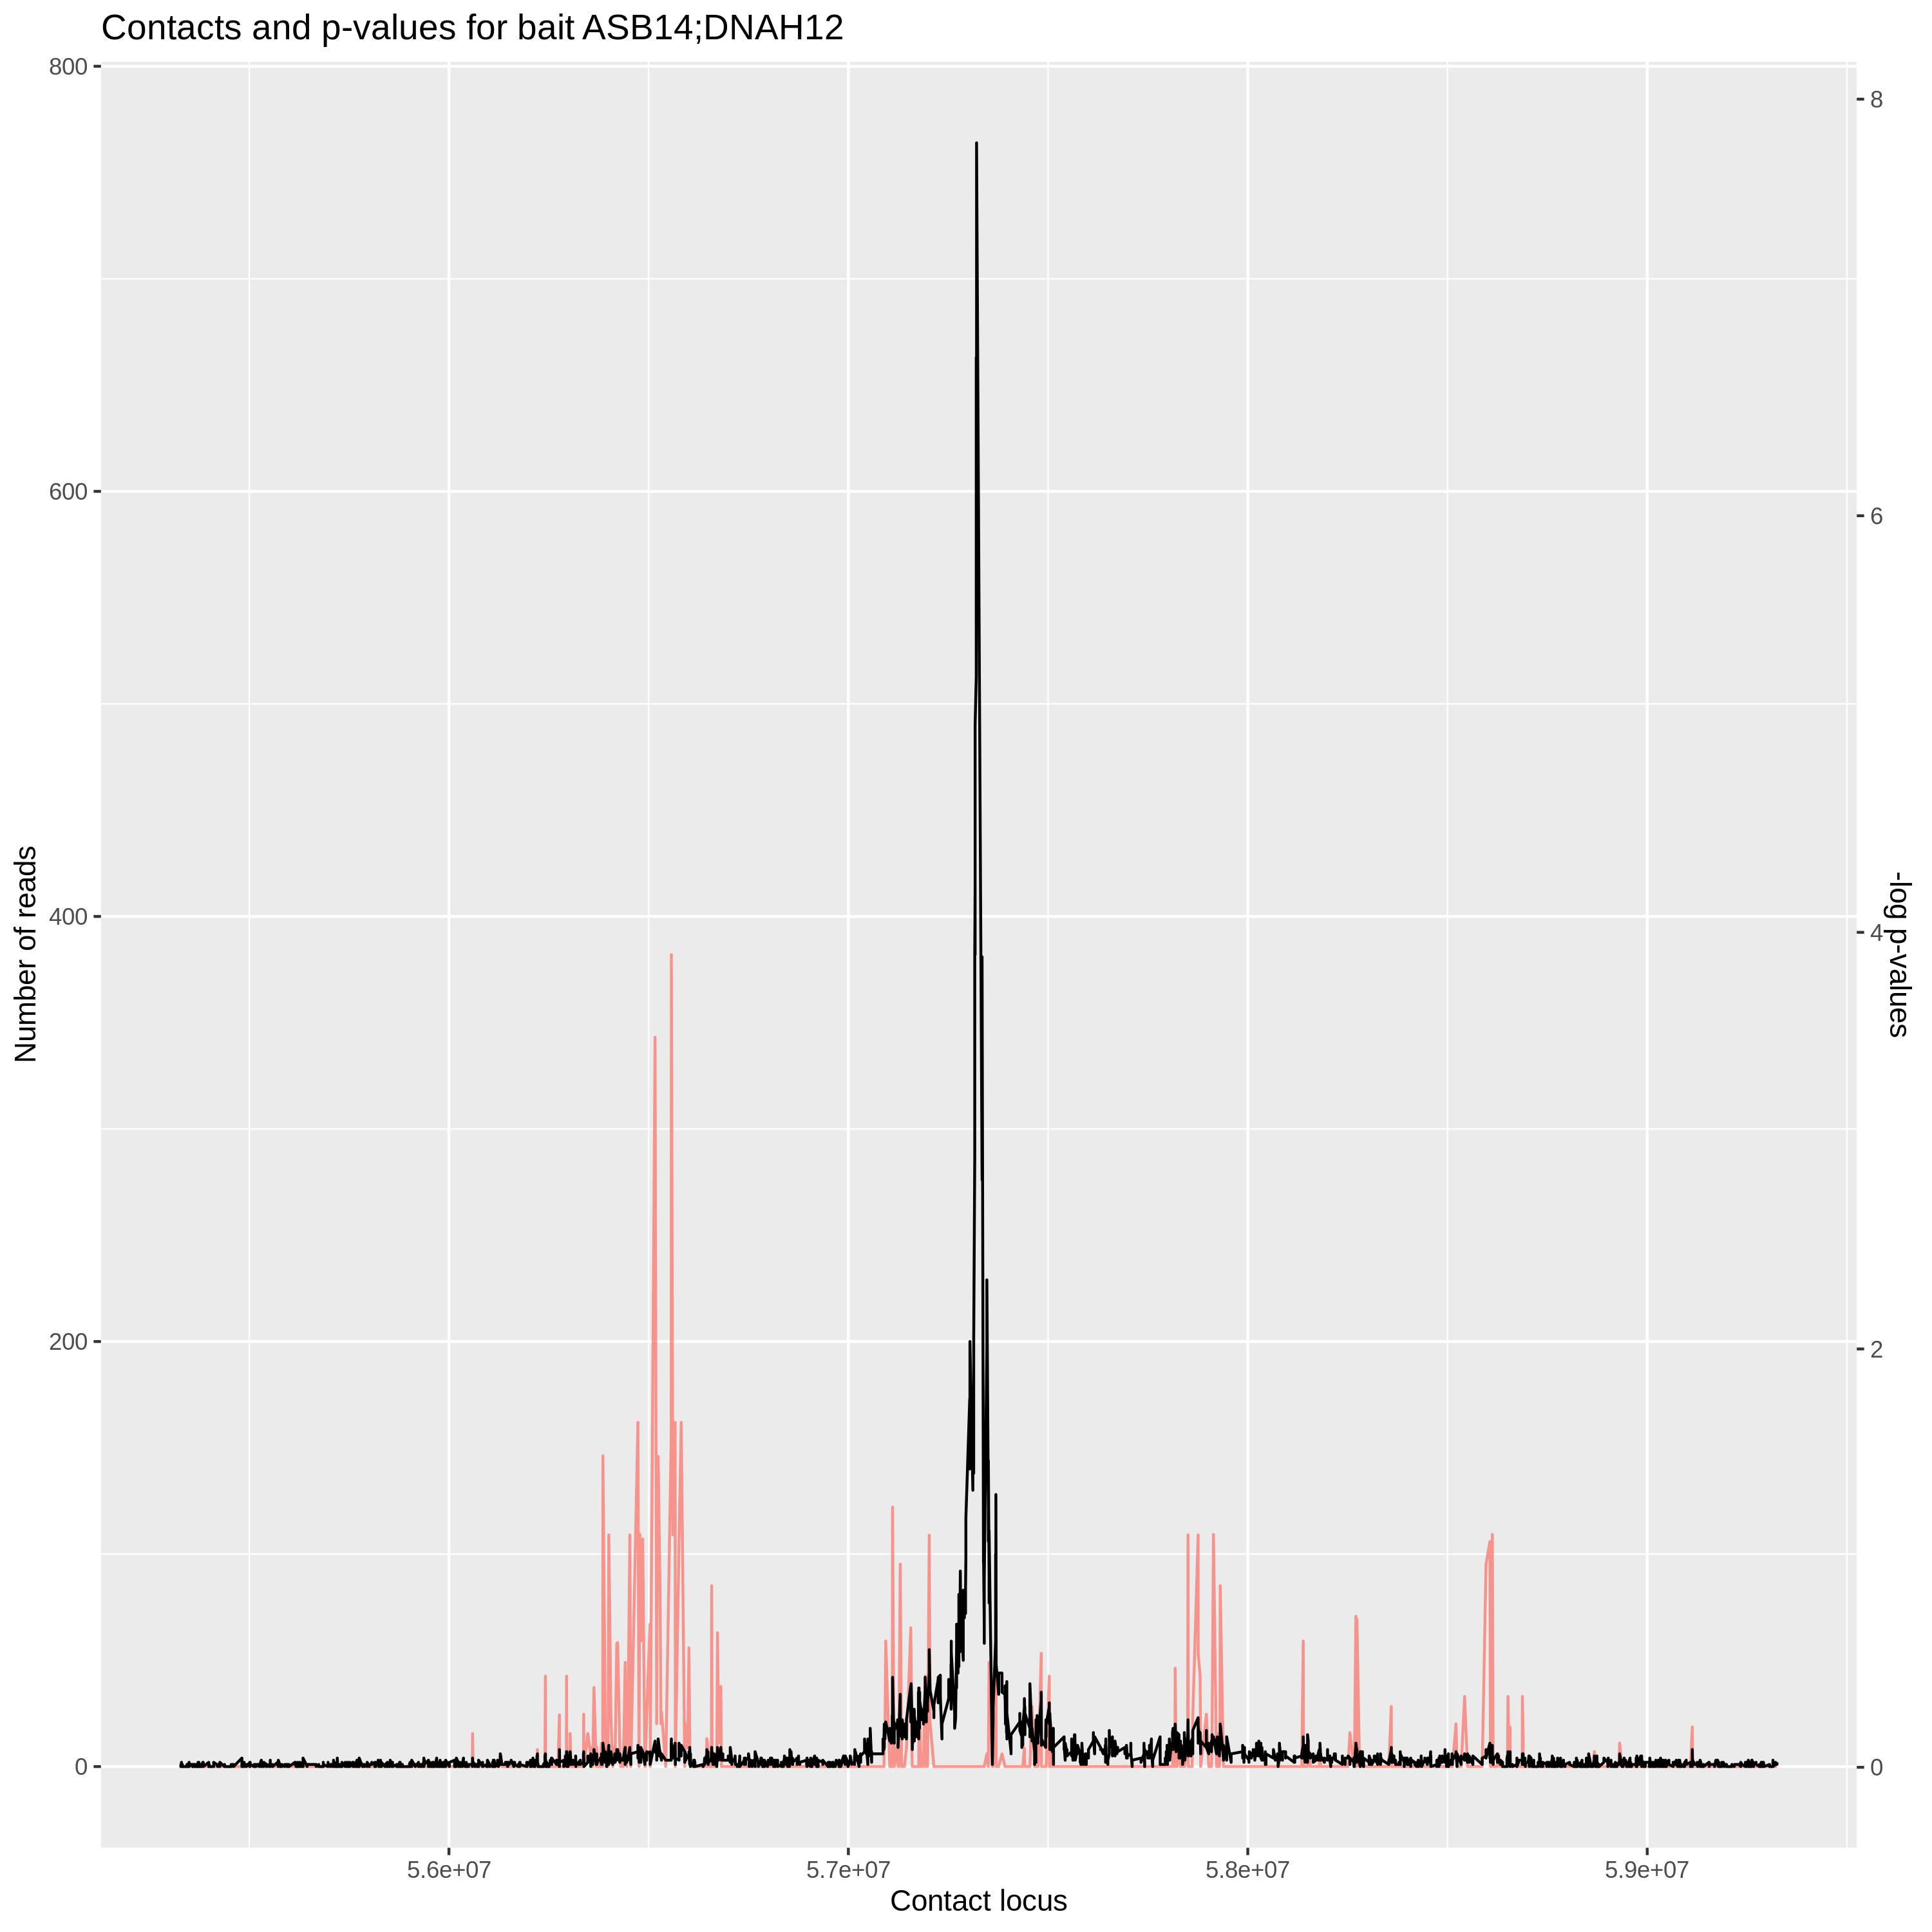 Contacts and p-values for bait ASB14;DNAH12
800
600
400
200
0
8
6
4
2
0
Number of reads
-log p-values
5.6e+07 5.7e+07 5.8e+07 5.9e+07
Contact locus